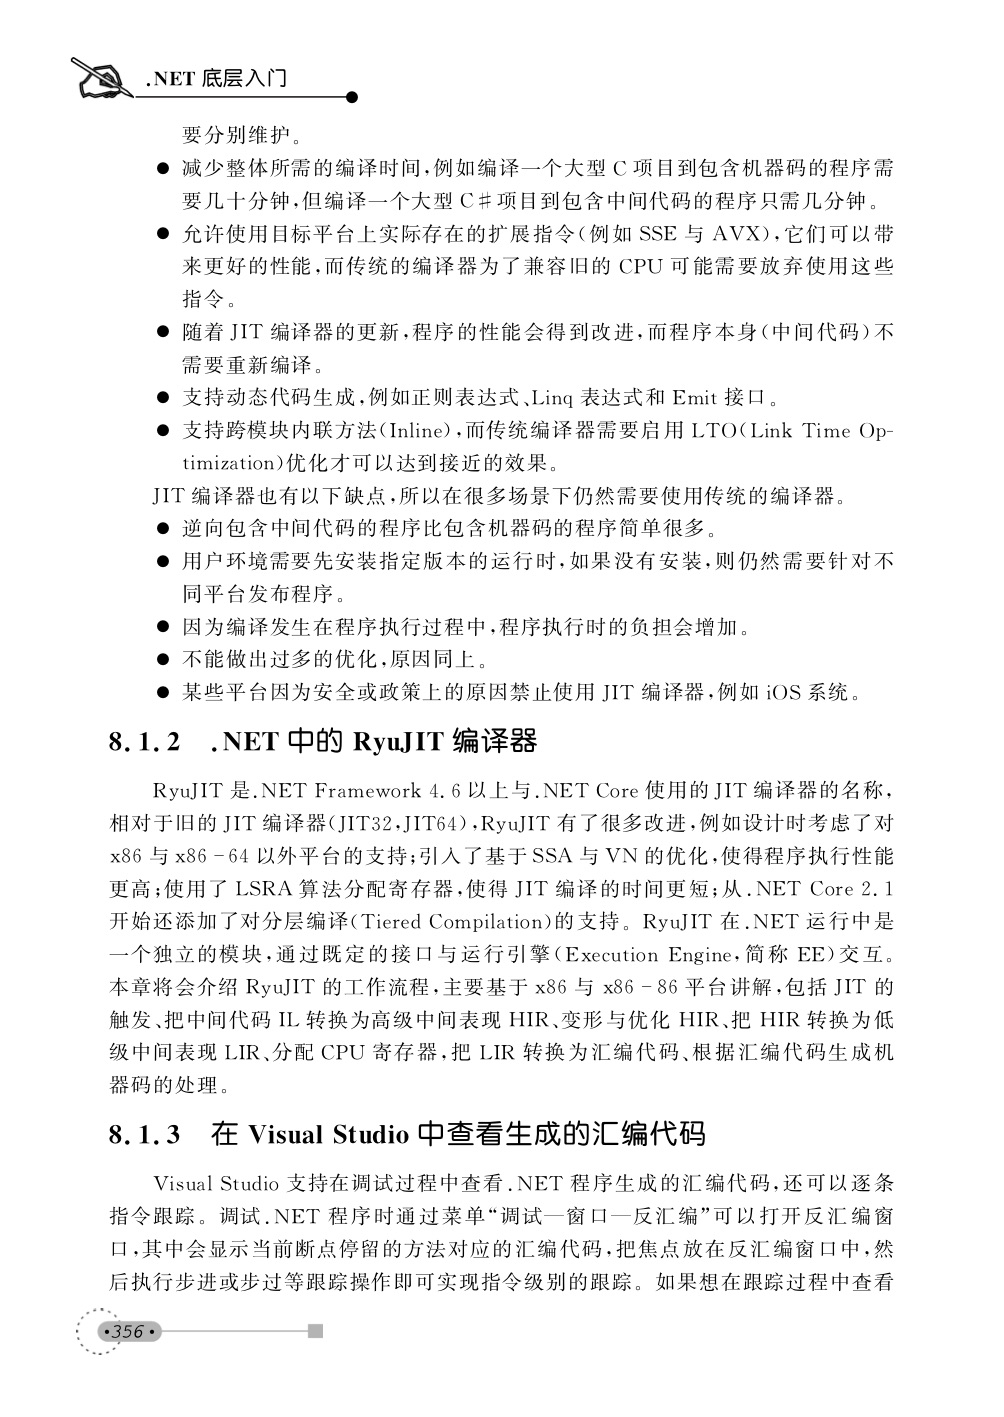 .NET 底层入门
要分别维护。
● 减少整体所需的编译时间,例如编译一个大型 C 项目到包含机器码的程序需
要几十分钟,但编译一个大型 C♯项目到包含中间代码的程序只需几分钟。
● 允许使用目标平台上实际存在的扩展指令(例如 SSE 与 AVX),它们可以带
来更好的性能,而传统的编译器为了兼容旧的 CPU 可能需要放弃使用这些
指令。
● 随着 JIT 编译器的更新,程序的性能会得到改进,而程序本身(中间代码)不
需要重新编译。
● 支持动态代码生成,例如正则表达式、Linq 表达式和 Emit 接口。
● 支持跨模块内联方法(Inline),而传统编译器需要启用 LTO(Link Time Op-
timization)优化才可以达到接近的效果。
JIT 编译器也有以下缺点,所以在很多场景下仍然需要使用传统的编译器。
● 逆向包含中间代码的程序比包含机器码的程序简单很多。
● 用户环境需要先安装指定版本的运行时,如果没有安装,则仍然需要针对不
同平台发布程序。
● 因为编译发生在程序执行过程中,程序执行时的负担会增加。
● 不能做出过多的优化,原因同上。
● 某些平台因为安全或政策上的原因禁止使用 JIT 编译器,例如 iOS 系统。
8.1.2 .NET 中的 RyuJIT 编译器
RyuJIT 是.NET Framework 4.6 以上与.NET Core 使用的 JIT 编译器的名称,
相对于旧的 JIT 编译器(JIT32,JIT64),RyuJIT 有了很多改进,例如设计时考虑了对
x86 与 x86-64 以外平台的支持;引入了基于 SSA 与 VN 的优化,使得程序执行性能
更高;使用了 LSRA 算法分配寄存器,使得 JIT 编译的时间更短;从.NET Core 2.1
开始还添加了对分层编译(Tiered Compilation)的支持。RyuJIT 在.NET 运行中是
一个独立的模块,通过既定的接口与运行引擎(Execution Engine,简称 EE)交互。
本章将会介绍 RyuJIT 的工作流程,主要基于 x86 与 x86-86 平台讲解,包括 JIT 的
触发、把中间代码 IL 转换为高级中间表现 HIR、变形与优化 HIR、把 HIR 转换为低
级中间表现 LIR、分配 CPU 寄存器,把 LIR 转换为汇编代码、根据汇编代码生成机
器码的处理。
8.1.3 在 Visual Studio 中查看生成的汇编代码
Visual Studio 支持在调试过程中查看.NET 程序生成的汇编代码,还可以逐条
指令跟踪。调试.NET 程序时通过菜单“调试—窗口—反汇编”可以打开反汇编窗
口,其中会显示当前断点停留的方法对应的汇编代码,把焦点放在反汇编窗口中,然
后执行步进或步过等跟踪操作即可实现指令级别的跟踪。如果想在跟踪过程中查看
·356·